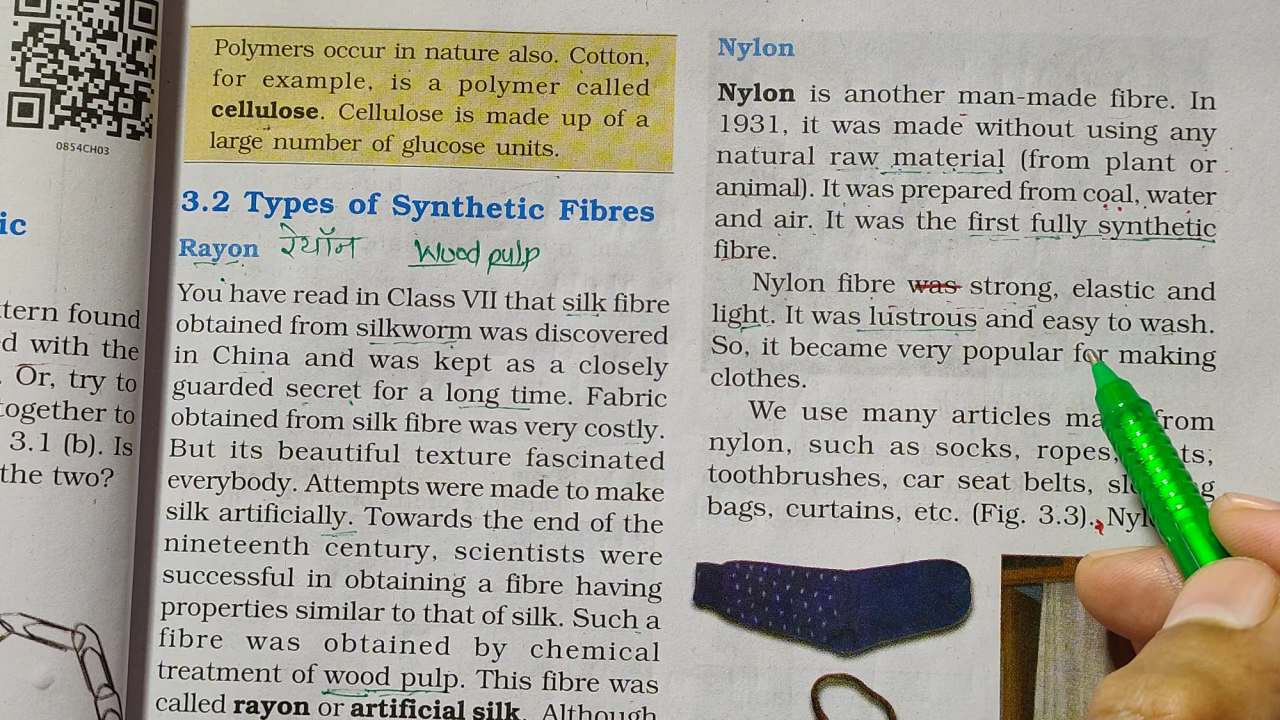 0854CH03
ic
tern found
d with the
. Or, try to
together to
3.1 (b). Is
the two?
Polymers occur in nature also. Cotton,
for example, is a polymer called
cellulose. Cellulose is made up of a
large number of glucose units.
3.2 Types of Synthetic Fibres
Rayon रेयॉन Wood pulp
You have read in Class VII that silk fibre
obtained from silkworm was discovered
in China and was kept as a closely
guarded secret for a long time. Fabric
obtained from silk fibre was very costly.
But its beautiful texture fascinated
everybody. Attempts were made to make
silk artificially. Towards the end of the
nineteenth century, scientists were
successful in obtaining a fibre having
properties similar to that of silk. Such a
fibre was obtained by chemical
treatment of wood pulp. This fibre was
called rayon or artificial silk. Although
Nylon
Nylon is another man-made fibre. In
1931, it was made without using any
natural raw material (from plant or
animal). It was prepared from coal, water
and air. It was the first fully synthetic
fibre.
Nylon fibre was strong, elastic and
light. It was lustrous and easy to wash.
So, it became very popular for making
clothes.
We use many articles from
nylon, such as socks, ropes,
toothbrushes, car seat belts,
bags, curtains, etc. (Fig. 3.3).